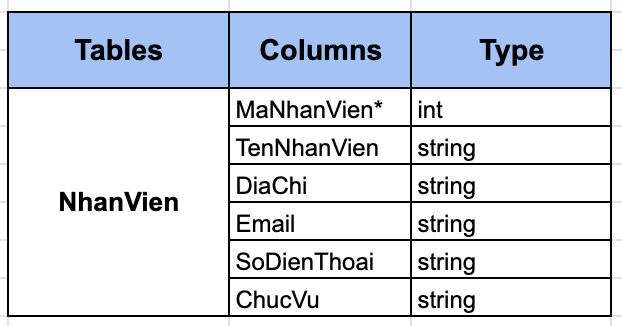 Tables Columns Type
MaNhanVien* int
TenNhanVien string
DiaChi string
NhanVien
Email string
SoDienThoai string
ChucVu string